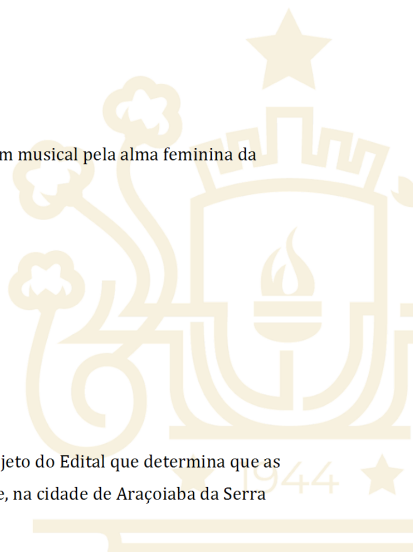 m musical pela alma feminina da
jeto do Edital que determina que as
e, na cidade de Araçoiaba da Serra
1944